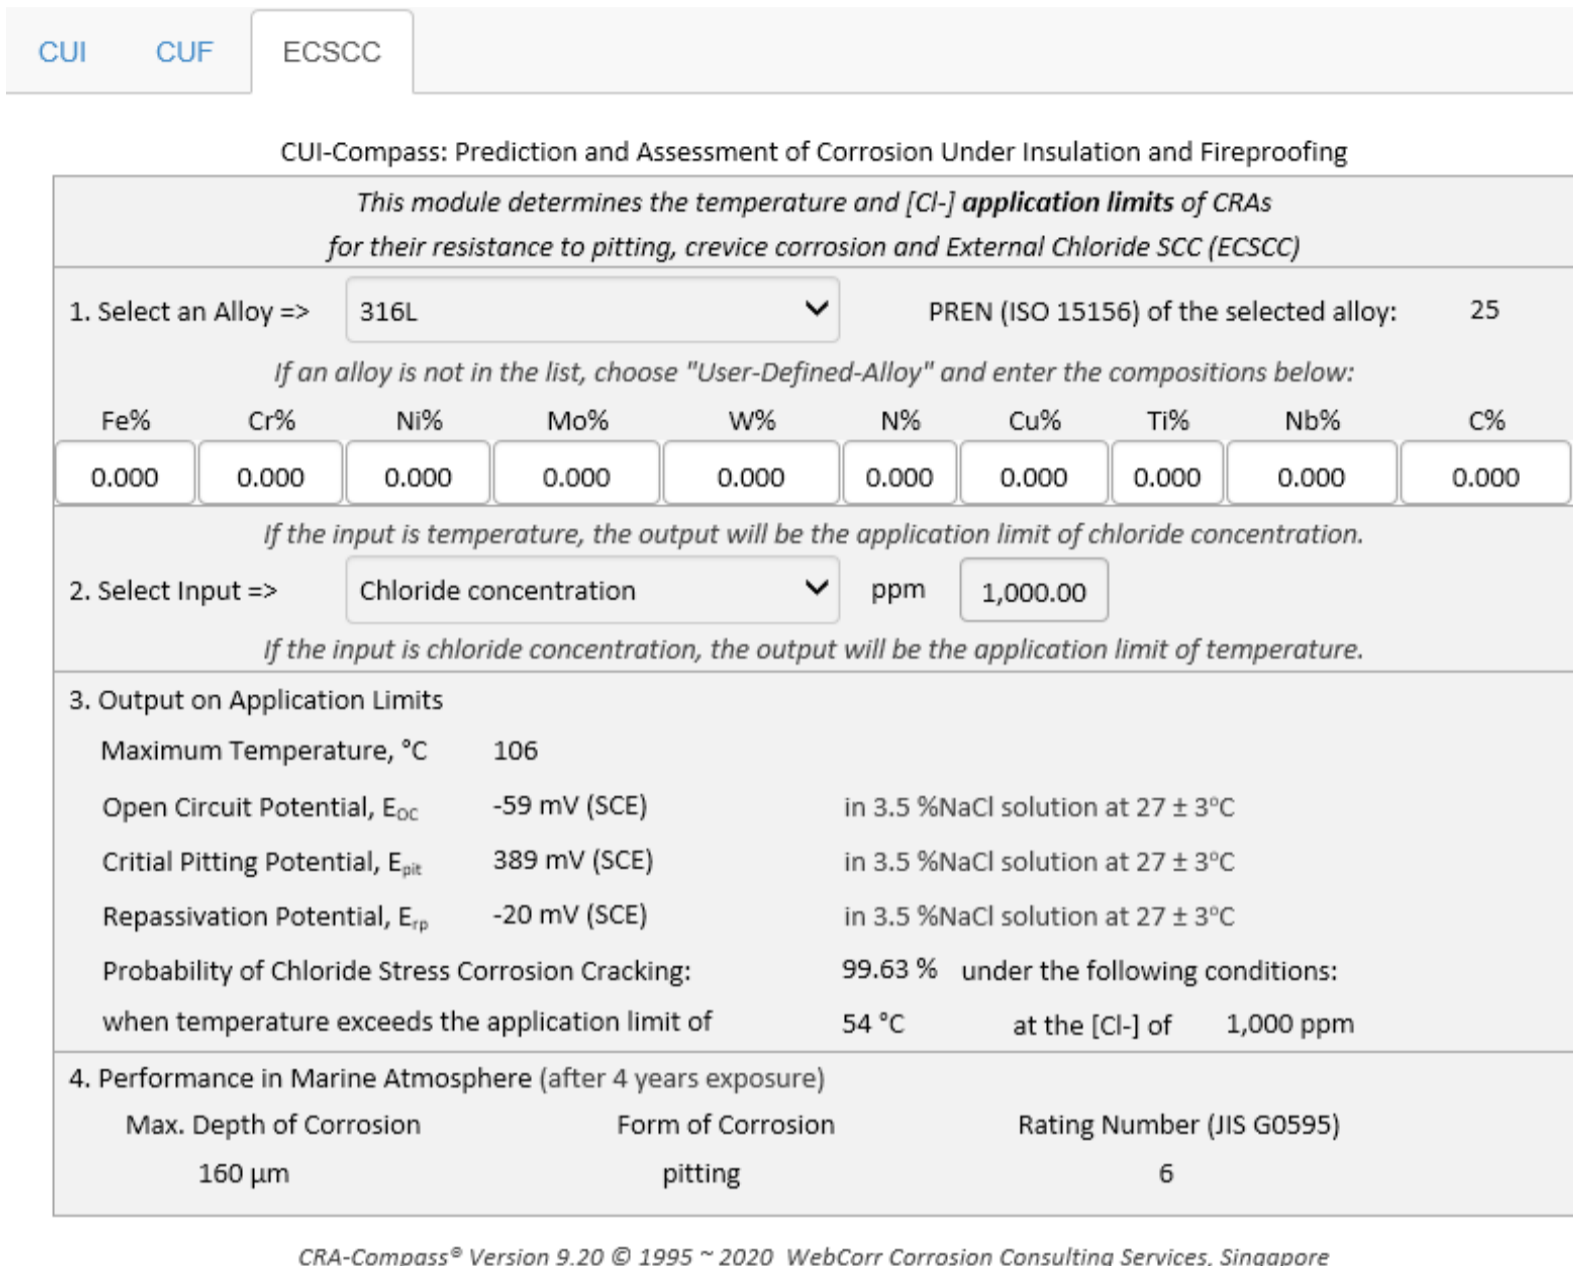 CUI CUF ECSCC
CUI-Compass: Prediction and Assessment of Corrosion Under Insulation and Fireproofing
This module determines the temperature and [Cl-] application limits of CRAs
for their resistance to pitting, crevice corrosion and External Chloride SCC (ECSCC)
1. Select an Alloy => 316L PREN (ISO 15156) of the selected alloy: 25
If an alloy is not in the list, choose "User-Defined-Alloy" and enter the compositions below:
Fe% Cr% Ni% Mo% W% N% Cu% Ti% Nb% C%
0.000 0.000 0.000 0.000 0.000 0.000 0.000 0.000 0.000 0.000
If the input is temperature, the output will be the application limit of chloride concentration.
2. Select Input => Chloride concentration ppm 1,000.00
If the input is chloride concentration, the output will be the application limit of temperature.
3. Output on Application Limits
Maximum Temperature, °C 106
Open Circuit Potential, EOC -59 mV (SCE) in 3.5 %NaCl solution at 27 ± 3°C
Critial Pitting Potential, Epit 389 mV (SCE) in 3.5 %NaCl solution at 27 ± 3°C
Repassivation Potential, Erp -20 mV (SCE) in 3.5 %NaCl solution at 27 ± 3°C
Probability of Chloride Stress Corrosion Cracking: 99.63 % under the following conditions:
when temperature exceeds the application limit of 54 °C at the [Cl-] of 1,000 ppm
4. Performance in Marine Atmosphere (after 4 years exposure)
Max. Depth of Corrosion Form of Corrosion Rating Number (JIS G0595)
160 µm pitting 6
CRA-Compass® Version 9.20 © 1995 ~ 2020 WebCorr Corrosion Consulting Services, Singapore